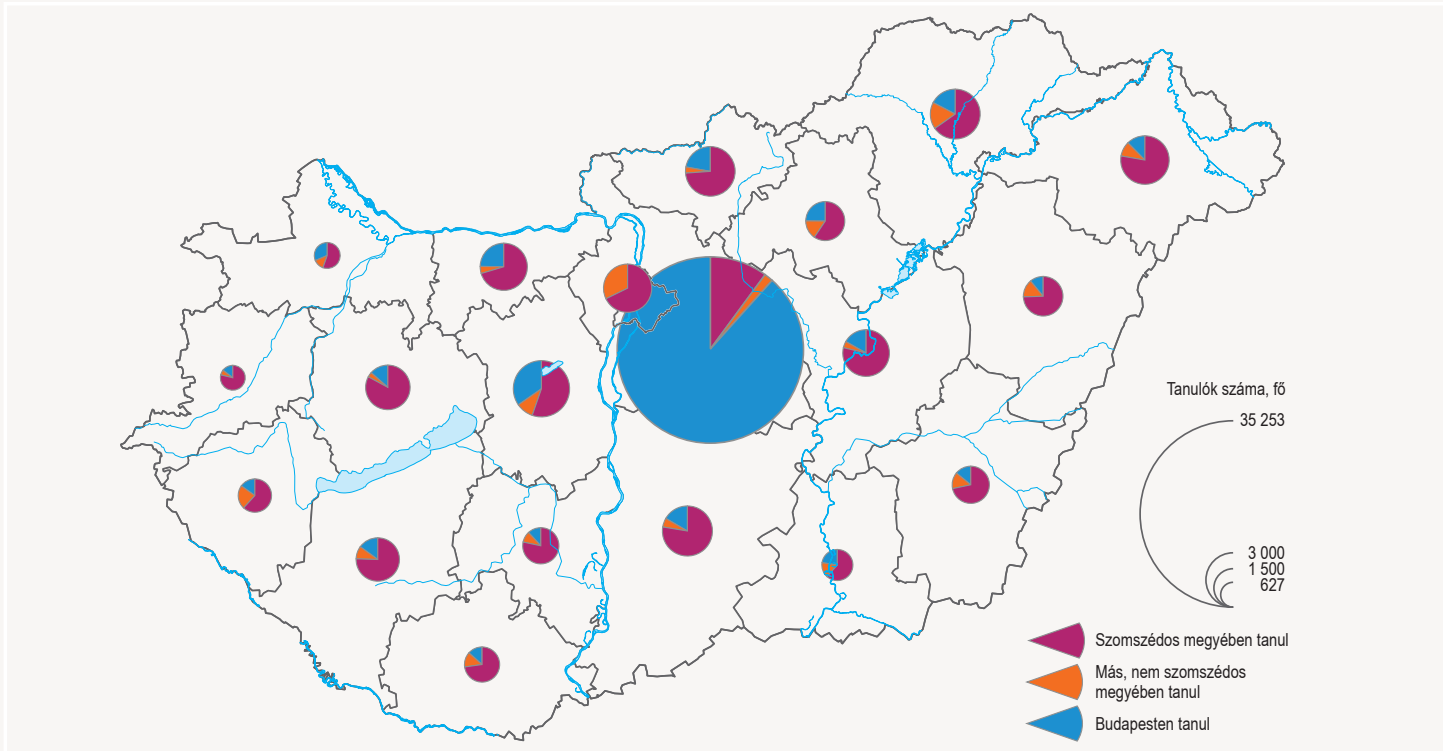 Tanulók száma, fő
35 253
3 000
1 500
627
Szomszédos megyében tanul
Más, nem szomszédos
megyében tanul
Budapesten tanul